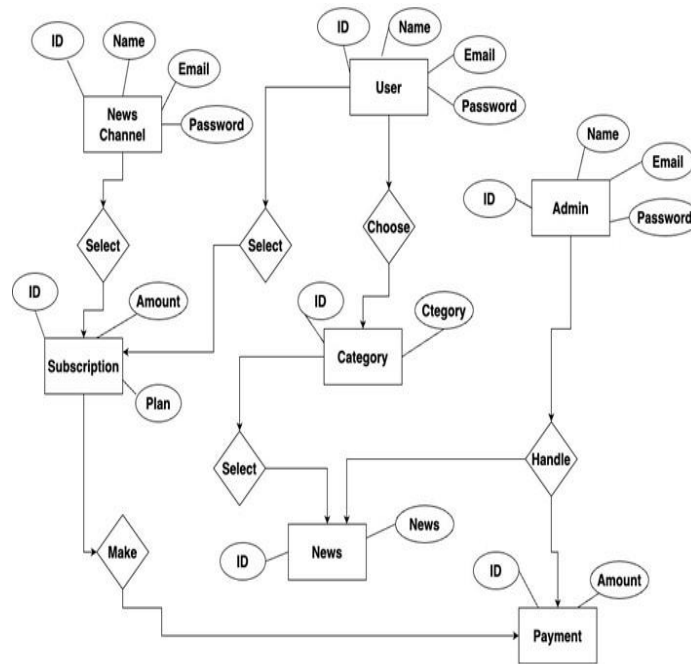 ID
Name
Email
News
Channel
Password
ID
Name
Email
User
Password
Name
Email
ID
Admin
Password
Select
Select
Choose
ID
Amount
Subscription
Plan
ID
Ctegory
Category
Select
Handle
News
ID
News
Make
ID
Amount
Payment